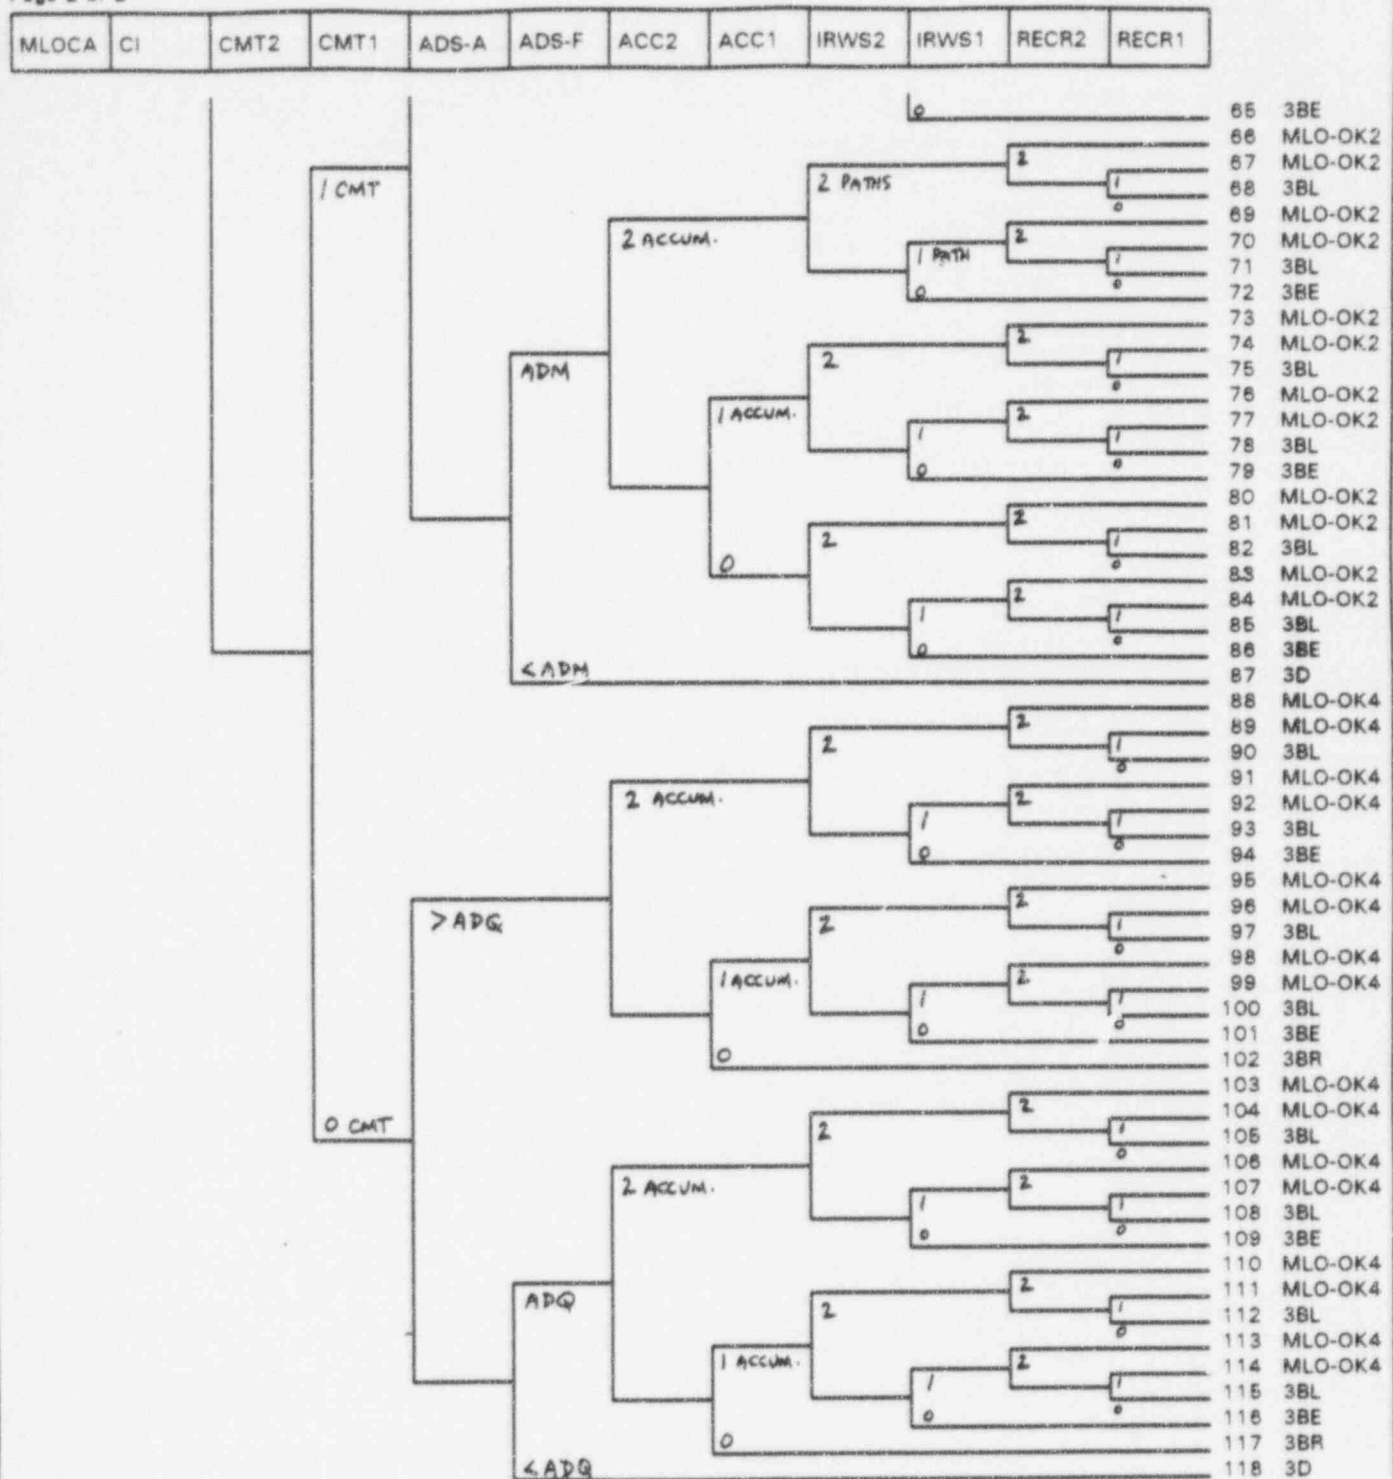 MLOCA CI CMT2 CMT1 ADS-A ADS-F ACC2 ACC1 IRWS2 IRWS1 RECR2 RECR1
0 65 3BE
66 MLO-OK2
2 67 MLO-OK2
1 CMT 2 PATHS 1 68 3BL
0
69 MLO-OK2
2 ACCUM. 2 70 MLO-OK2
1 PATH 1 71 3BL
0 0 72 3BE
73 MLO-OK2
2 74 MLO-OK2
ADM 2 1 75 3BL
0 76 MLO-OK2
1 ACCUM. 2 77 MLO-OK2
1 1 78 3BL
0 0 79 3BE
80 MLO-OK2
2 81 MLO-OK2
2 1 82 3BL
0 0 83 MLO-OK2
2 84 MLO-OK2
1 1 85 3BL
0 0 86 3BE
<ADM 87 3D
88 MLO-OK4
2 89 MLO-OK4
2 1 90 3BL
0 91 MLO-OK4
2 ACCUM. 2 92 MLO-OK4
1 1 93 3BL
0 0 94 3BE
95 MLO-OK4
2 96 MLO-OK4
>ADQ 2 1 97 3BL
0 98 MLO-OK4
1 ACCUM. 2 99 MLO-OK4
1 1 100 3BL
0 0 101 3BE
0 102 3BR
103 MLO-OK4
2 104 MLO-OK4
0 CMT 2 1 105 3BL
0 106 MLO-OK4
2 ACCUM. 2 107 MLO-OK4
1 1 108 3BL
0 0 109 3BE
110 MLO-OK4
2 111 MLO-OK4
ADQ 2 1 112 3BL
0 113 MLO-OK4
1 ACCUM. 2 114 MLO-OK4
1 1 115 3BL
0 0 116 3BE
0 117 3BR
<ADQ 118 3D